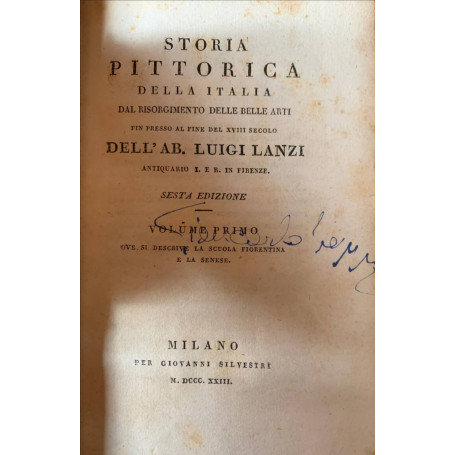 STORIA
PITTORICA
DELLA ITALIA
DAL RISORGIMENTO DELLE BELLE ARTI
FIN PRESSO AL FINE DEL XVIII SECOLO
DELL'AB. LUIGI LANZI
ANTIQUARIO I. E R. IN FIRENZE.
SESTA EDIZIONE
VOLUME PRIMO
OVE SI DESCRIVE LA SCUOLA FIORENTINA
E LA SENESE.
MILANO
PER GIOVANNI SILVESTRI
M. DCCC. XXIII.